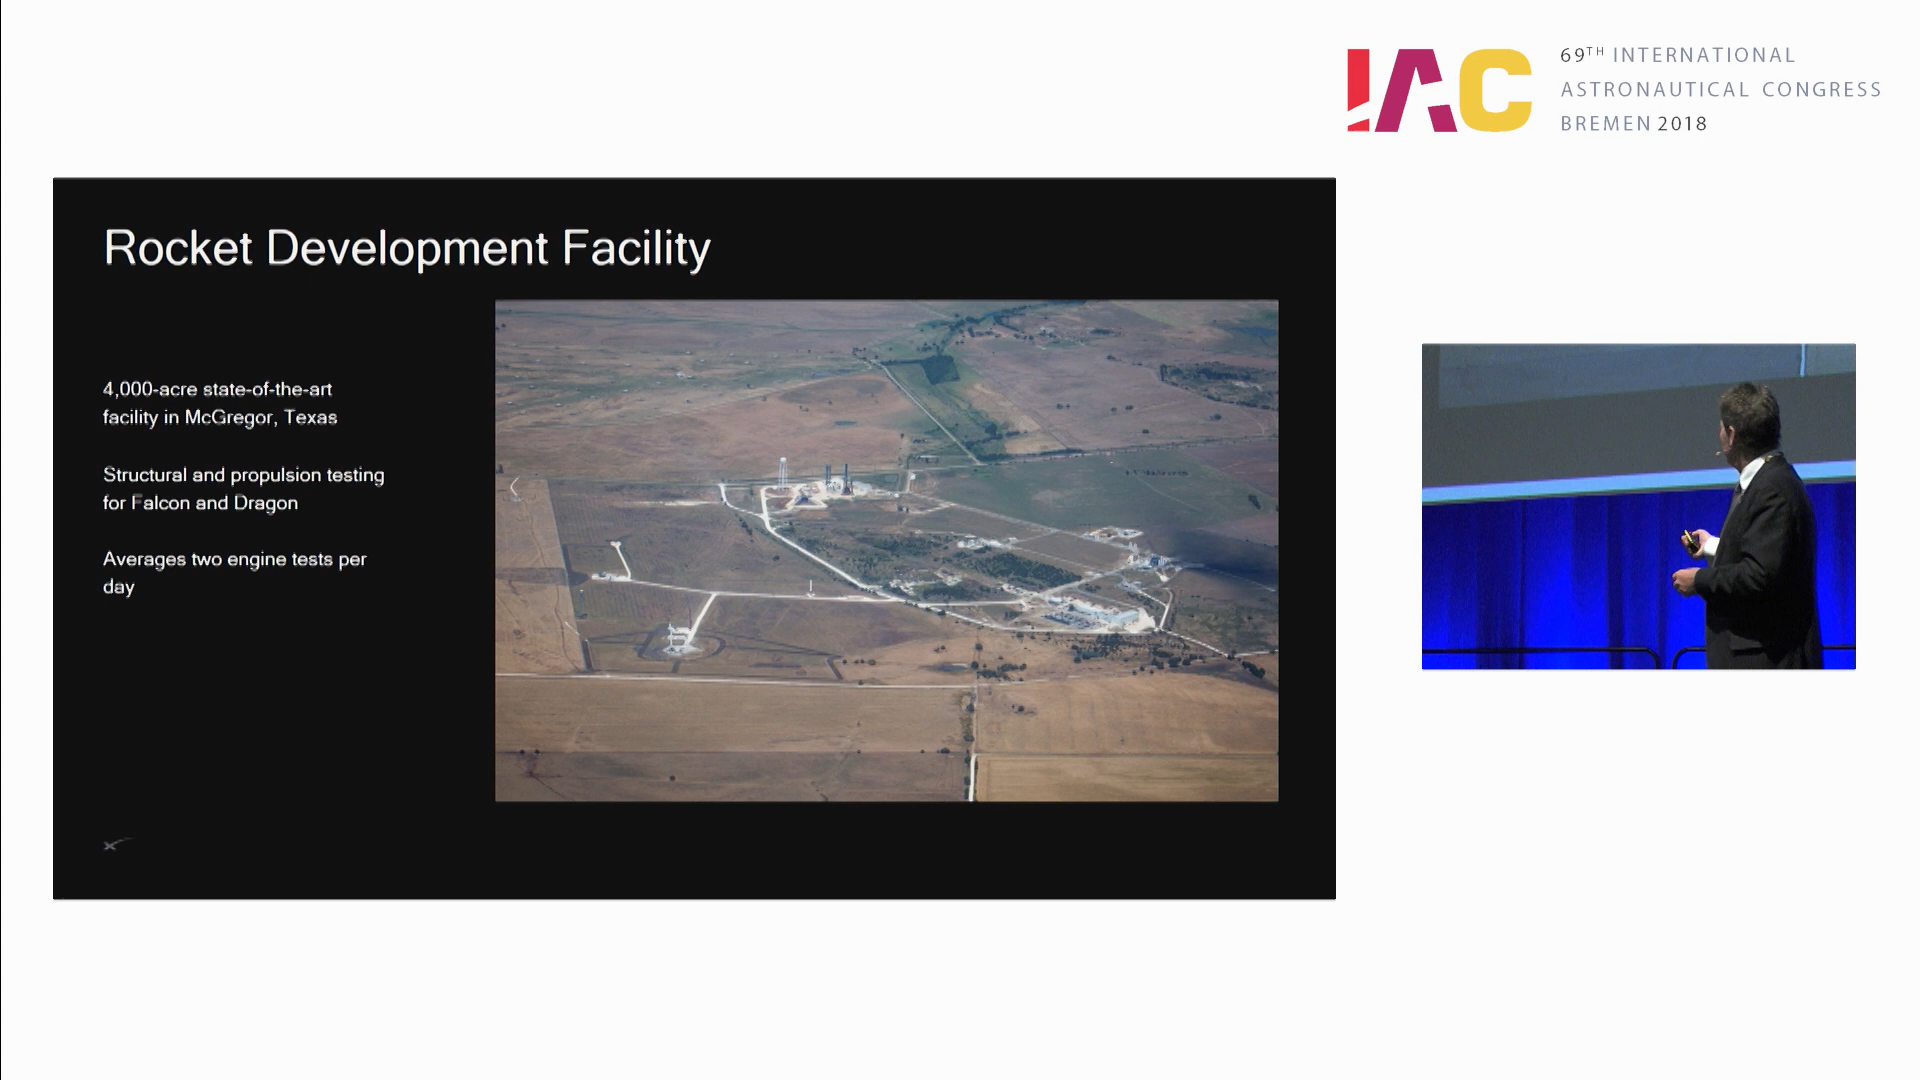 IAC
69TH INTERNATIONAL
ASTRONAUTICAL CONGRESS
BREMEN 2018
Rocket Development Facility
4,000-acre state-of-the-art
facility in McGregor, Texas
Structural and propulsion testing
for Falcon and Dragon
Averages two engine tests per
day